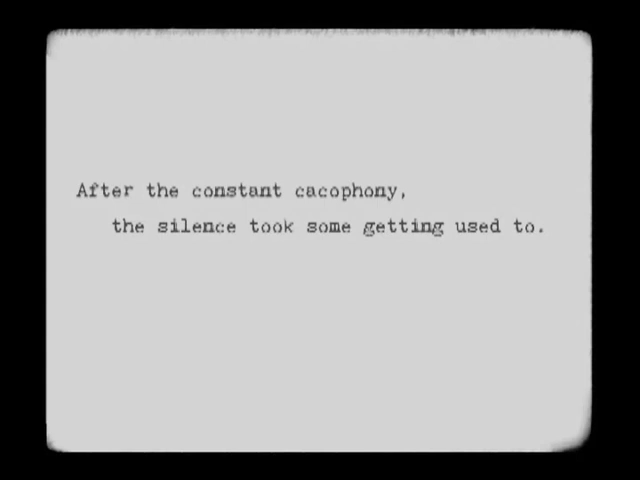 After the constant cacophony,
the silence took some getting used to.